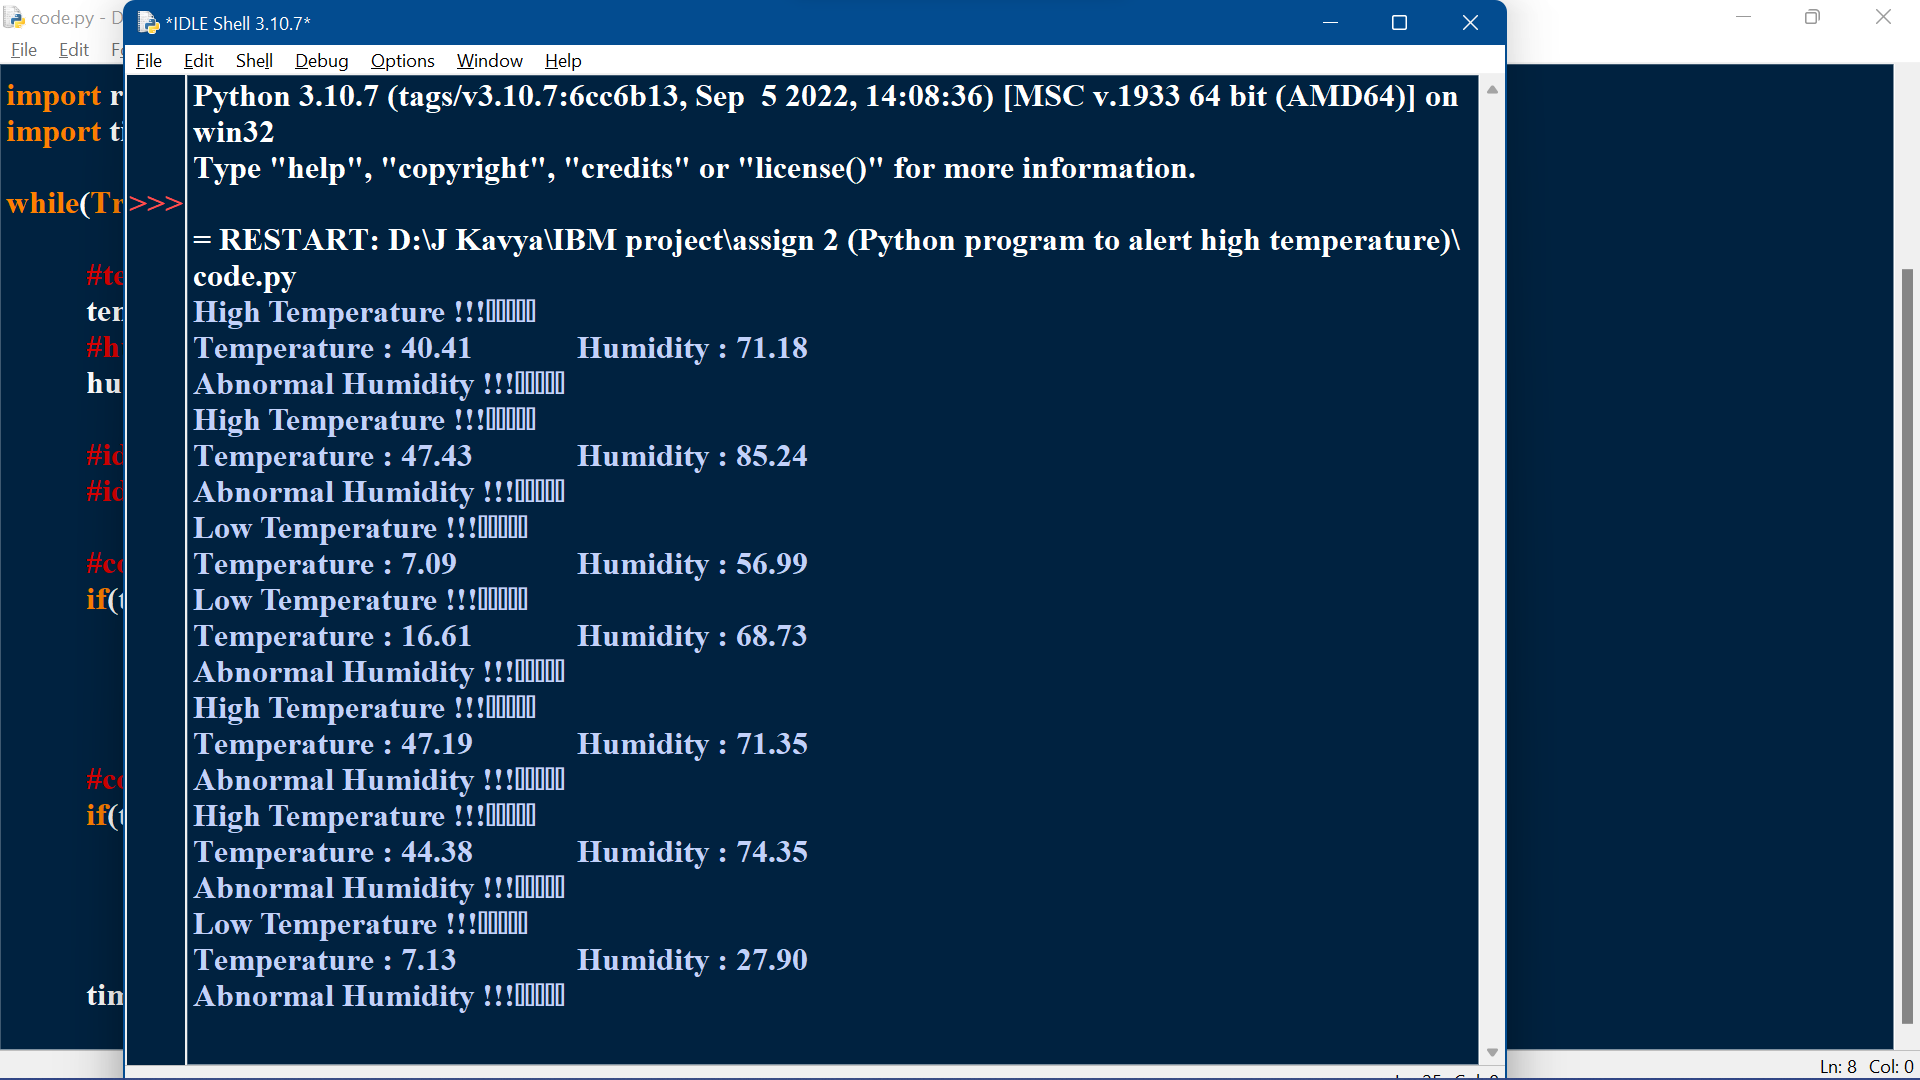 code.py - D
*IDLE Shell 3.10.7*
File Edit
File Edit Shell Debug Options Window Help
import
import
while(Tr
#te
#h
hu
#id
#id
#co
if(t
#co
if(t
>>>
Python 3.10.7 (tags/v3.10.7:6cc6b13, Sep  5 2022, 14:08:36) [MSC v.1933 64 bit (AMD64)] on
win32
Type "help", "copyright", "credits" or "license()" for more information.
= RESTART: D:\J Kavya\IBM project\assign 2 (Python program to alert high temperature)\
code.py
High Temperature !!!▯▯▯▯▯
Temperature : 40.41 Humidity : 71.18
Abnormal Humidity !!!▯▯▯▯▯
High Temperature !!!▯▯▯▯▯
Temperature : 47.43 Humidity : 85.24
Abnormal Humidity !!!▯▯▯▯▯
Low Temperature !!!▯▯▯▯▯
Temperature : 7.09 Humidity : 56.99
Low Temperature !!!▯▯▯▯▯
Temperature : 16.61 Humidity : 68.73
Abnormal Humidity !!!▯▯▯▯▯
High Temperature !!!▯▯▯▯▯
Temperature : 47.19 Humidity : 71.35
Abnormal Humidity !!!▯▯▯▯▯
High Temperature !!!▯▯▯▯▯
Temperature : 44.38 Humidity : 74.35
Abnormal Humidity !!!▯▯▯▯▯
Low Temperature !!!▯▯▯▯▯
Temperature : 7.13 Humidity : 27.90
Abnormal Humidity !!!▯▯▯▯▯
Ln: 8 Col: 0